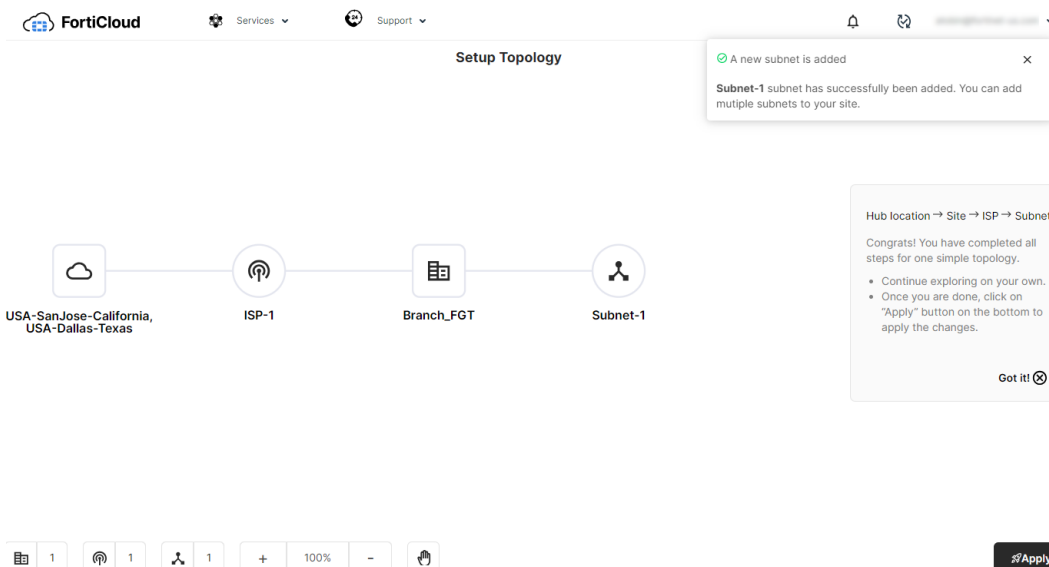 FortiCloud
Services
24
Support
Setup Topology
A new subnet is added
Subnet-1 subnet has successfully been added. You can add
mutiple subnets to your site.
Hub location → Site → ISP → Subnet
Congrats! You have completed all
steps for one simple topology.
• Continue exploring on your own.
• Once you are done, click on
"Apply" button on the bottom to
apply the changes.
Got it!
USA-SanJose-California,
USA-Dallas-Texas
ISP-1
Branch_FGT
Subnet-1
1
1
1
+
100%
-
Apply